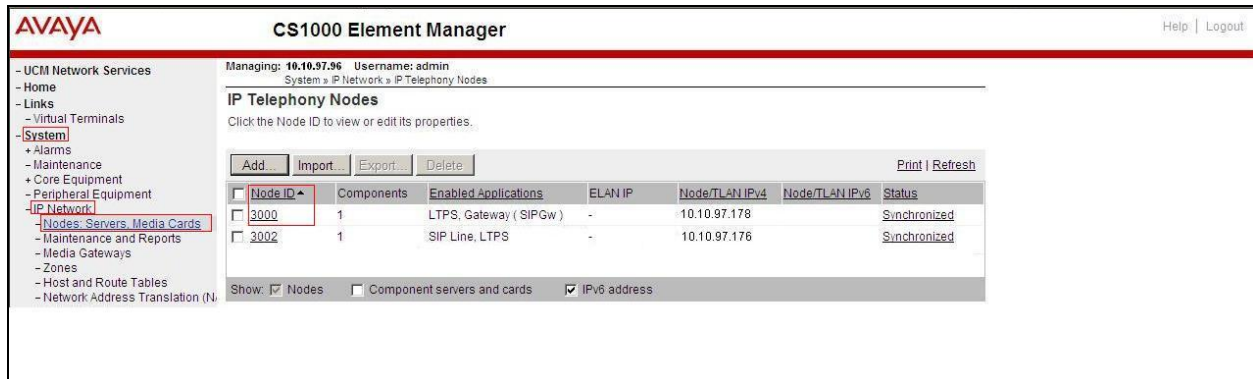 AVAYA
CS1000 Element Manager
Help | Logout
- UCM Network Services
- Home
- Links
- Virtual Terminals
- System
+ Alarms
- Maintenance
+ Core Equipment
- Peripheral Equipment
- IP Network
- Nodes: Servers, Media Cards
- Maintenance and Reports
- Media Gateways
- Zones
- Host and Route Tables
- Network Address Translation (N
Managing: 10.10.97.96 Username: admin
System » IP Network » IP Telephony Nodes
IP Telephony Nodes
Click the Node ID to view or edit its properties.
Add... Import... Export... Delete Print | Refresh
Node ID Components Enabled Applications ELAN IP Node/TLAN IPv4 Node/TLAN IPv6 Status
3000 1 LTPS, Gateway ( SIPGw ) - 10.10.97.178 Synchronized
3002 1 SIP Line, LTPS - 10.10.97.176 Synchronized
Show: Nodes Component servers and cards IPv6 address